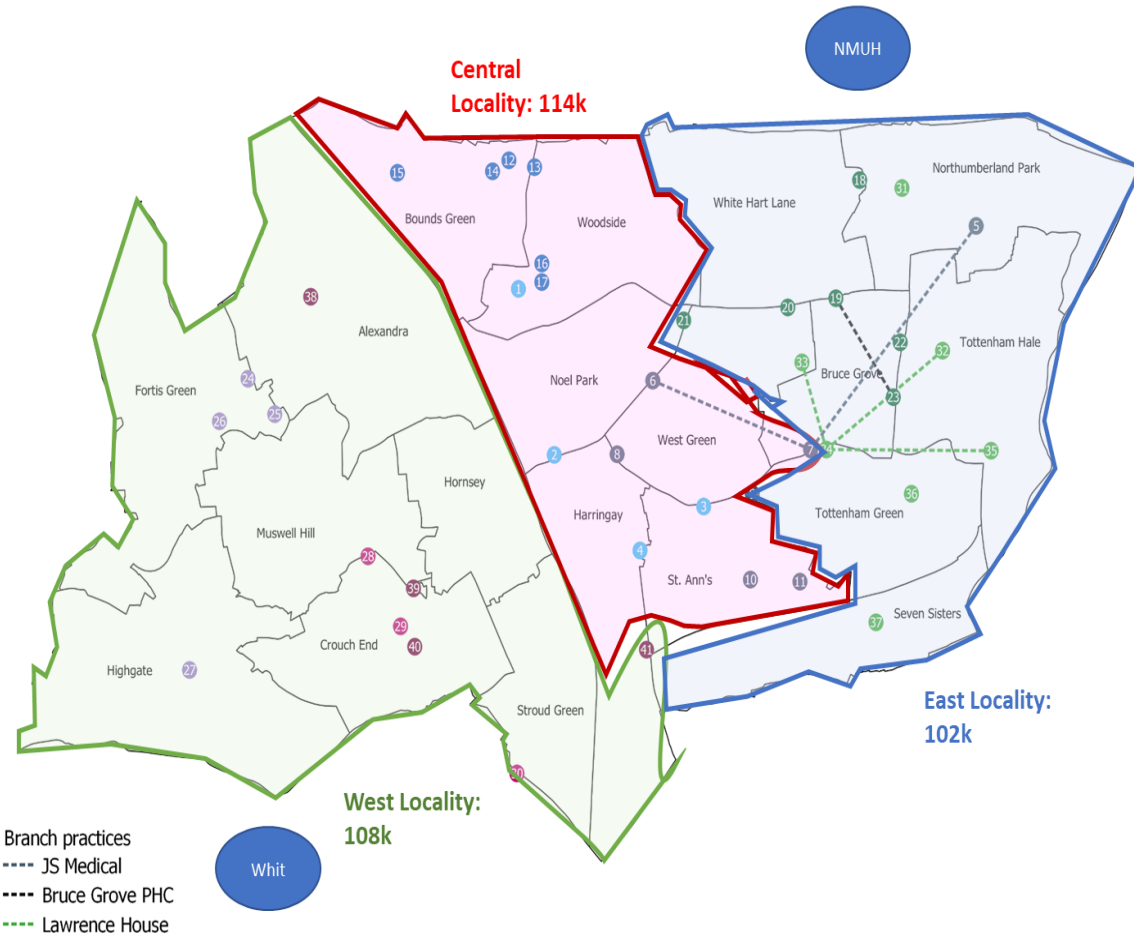 NMUH
Central
Locality: 114k
12
13
14
15
Northumberland Park
18
31
White Hart Lane
Bounds Green
Woodside
5
16
17
1
38
19
20
21
Alexandra
22
Tottenham Hale
32
33
Bruce Grove
24
Fortis Green
Noel Park
6
23
25
26
West Green
7
35
2
8
Hornsey
36
3
Harringay
Tottenham Green
Muswell Hill
4
28
St. Ann's
10
11
39
Seven Sisters
37
29
40
Crouch End
41
Highgate
27
East Locality:
102k
Stroud Green
West Locality:
108k
Branch practices
JS Medical
Whit
Bruce Grove PHC
Lawrence House